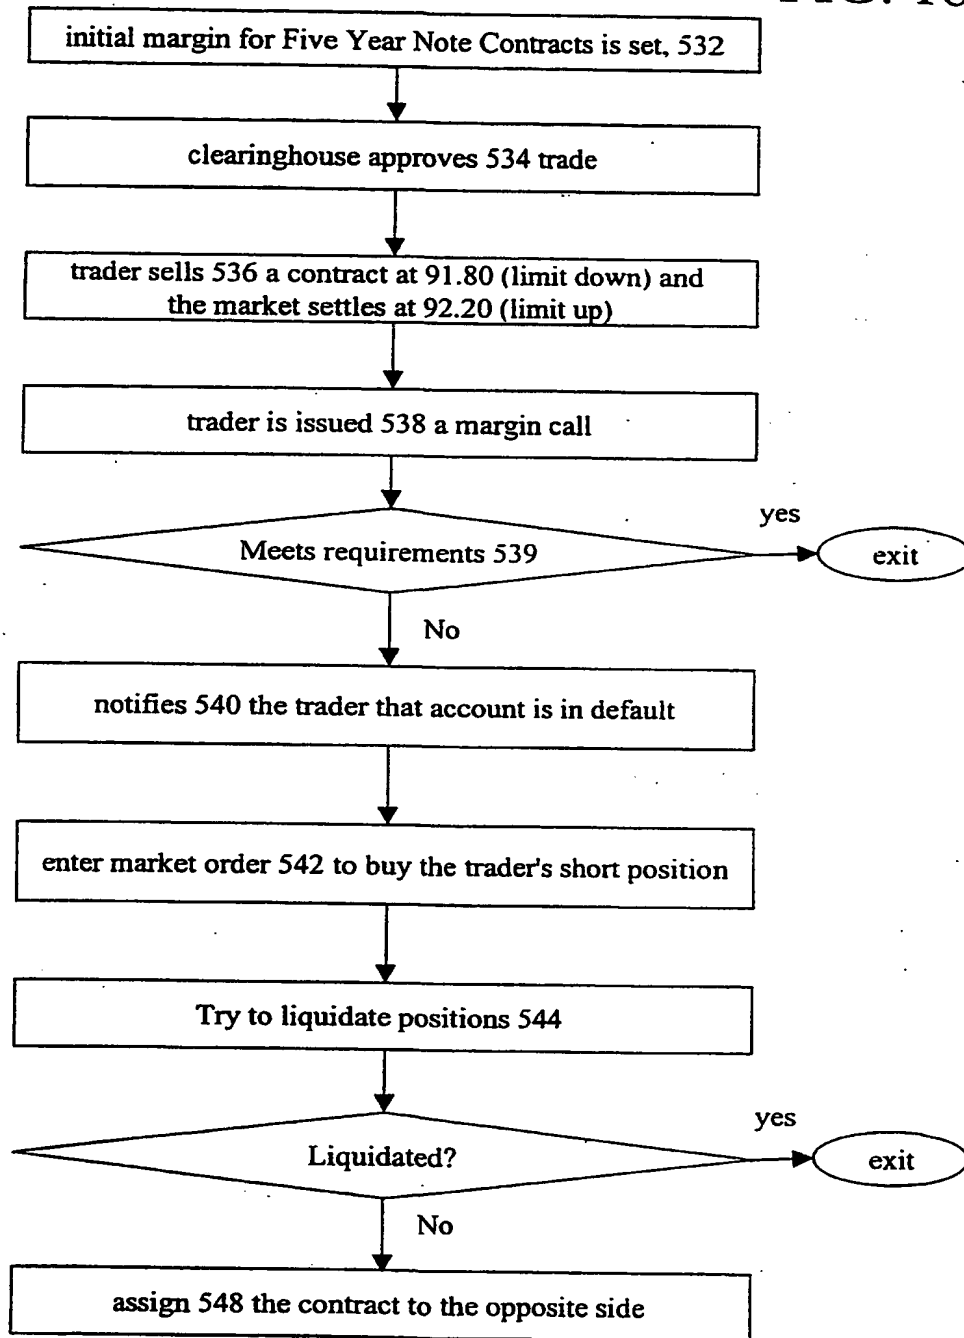 initial margin for Five Year Note Contracts is set, 532
clearinghouse approves 534 trade
trader sells 536 a contract at 91.80 (limit down) and
the market settles at 92.20 (limit up)
trader is issued 538 a margin call
yes
Meets requirements 539
exit
No
notifies 540 the trader that account is in default
enter market order 542 to buy the trader's short position
Try to liquidate positions 544
yes
Liquidated?
exit
No
assign 548 the contract to the opposite side